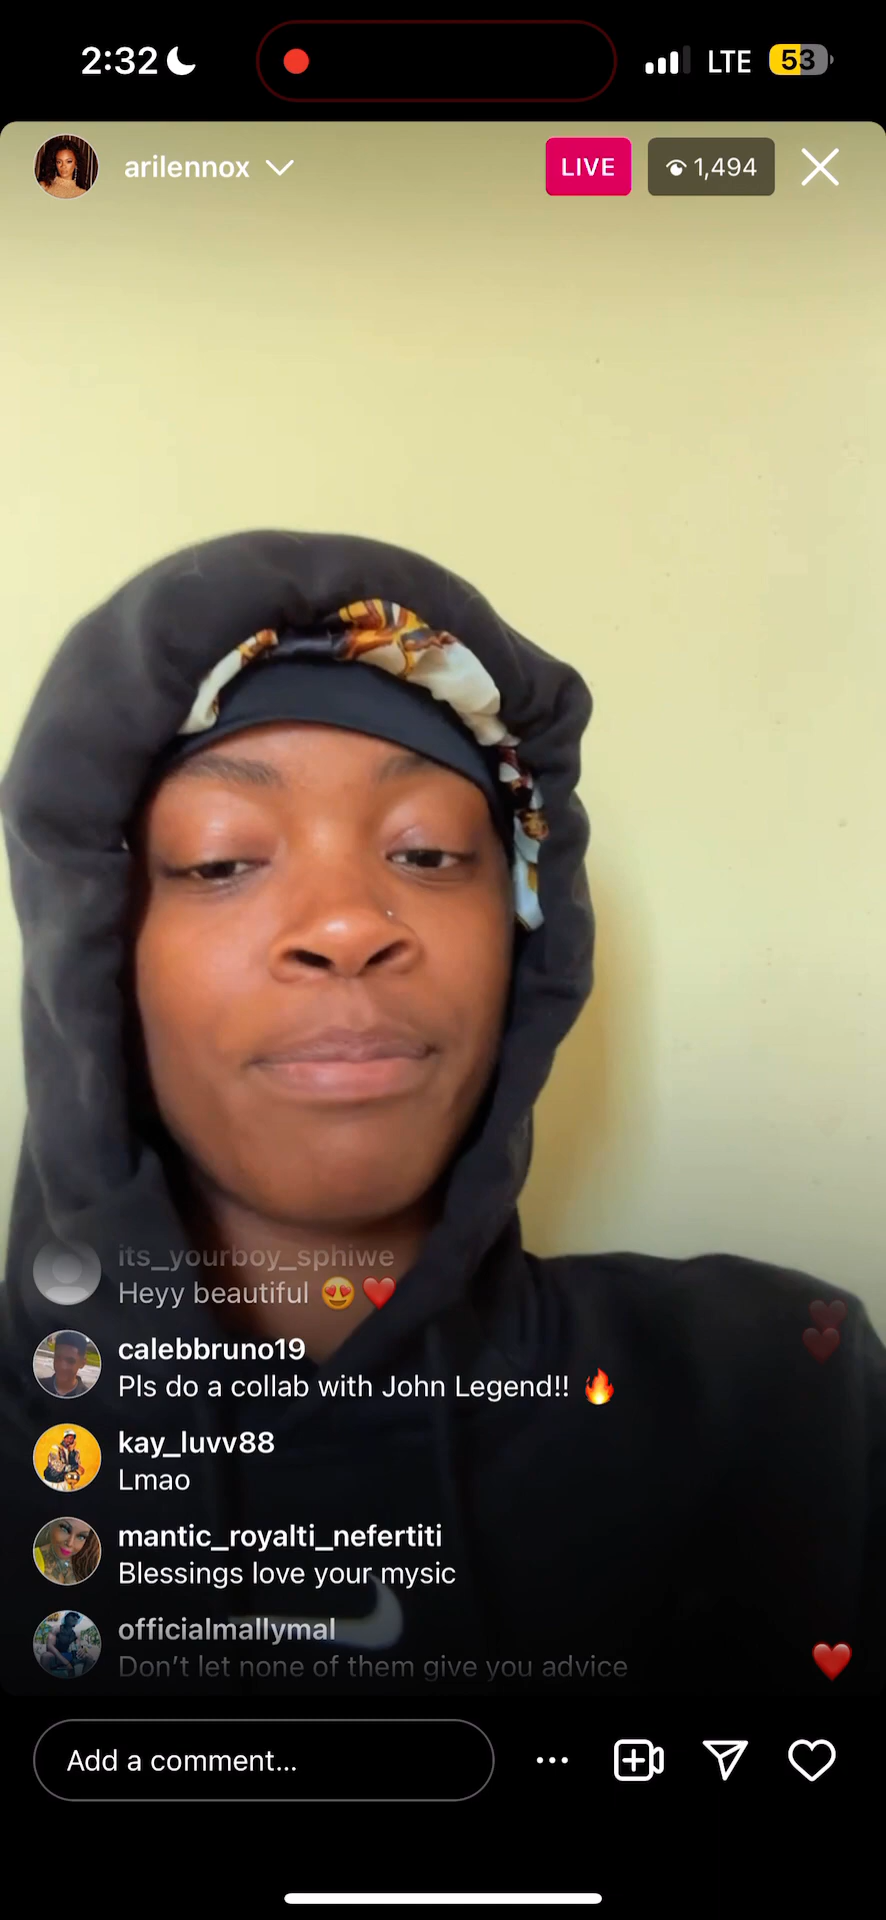 2:32
LTE
53
arilennox
LIVE
1,494
its_yourboy_sphiwe
Heyy beautiful 😍❤️
calebbruno19
Pls do a collab with John Legend!! 🔥
kay_luvv88
Lmao
mantic_royalti_nefertiti
Blessings love your mysic
officialmallymal
Don’t let none of them give you advice
Add a comment...